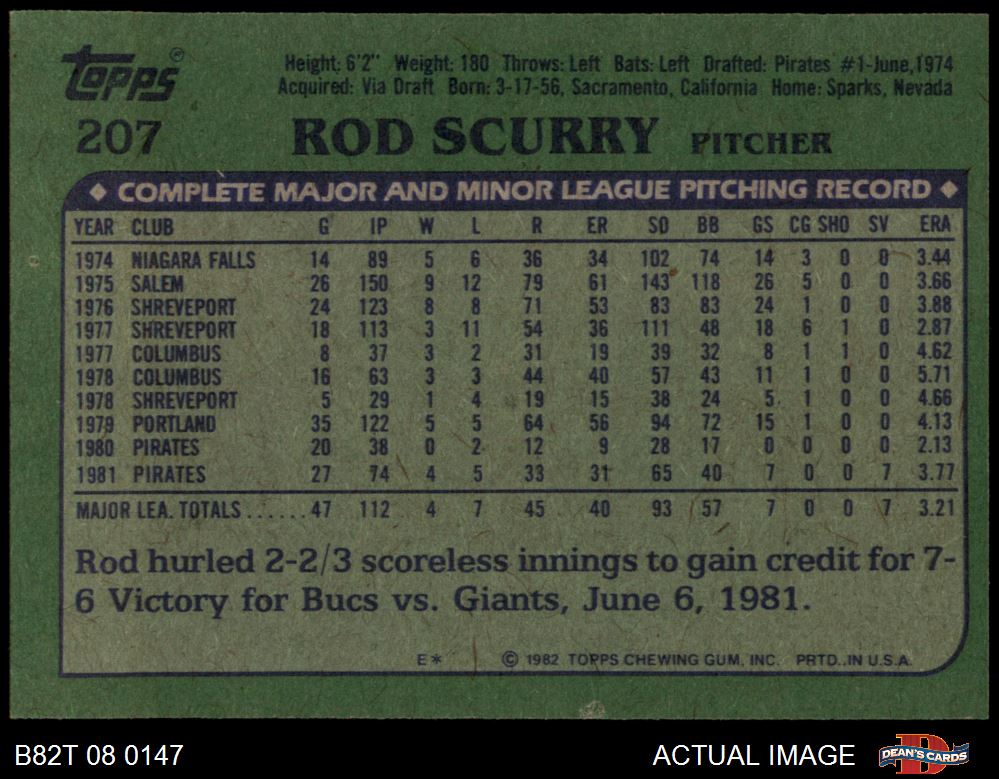 Topps®
Height: 6'2" Weight: 180 Throws: Left Bats: Left Drafted: Pirates #1-June,1974
Acquired: Via Draft Born: 3-17-56, Sacramento, California Home: Sparks, Nevada
207 ROD SCURRY PITCHER
◆ COMPLETE MAJOR AND MINOR LEAGUE PITCHING RECORD ◆
YEAR CLUB G IP W L R ER SO BB GS CG SHO SV ERA
1974 NIAGARA FALLS 14 89 5 6 36 34 102 74 14 3 0 0 3.44
1975 SALEM 26 150 9 12 79 61 143 118 26 5 0 0 3.66
1976 SHREVEPORT 24 123 8 8 71 53 83 83 24 1 0 0 3.88
1977 SHREVEPORT 18 113 3 11 54 36 111 48 18 6 1 0 2.87
1977 COLUMBUS 8 37 3 2 31 19 39 32 8 1 1 0 4.62
1978 COLUMBUS 16 63 3 3 44 40 57 43 11 1 0 0 5.71
1978 SHREVEPORT 5 29 1 4 19 15 38 24 5 1 0 0 4.66
1979 PORTLAND 35 122 5 5 64 56 94 72 15 1 0 0 4.13
1980 PIRATES 20 38 0 2 12 9 28 17 0 0 0 0 2.13
1981 PIRATES 27 74 4 5 33 31 65 40 7 0 0 7 3.77
MAJOR LEA. TOTALS ......47 112 4 7 45 40 93 57 7 0 0 7 3.21
Rod hurled 2-2/3 scoreless innings to gain credit for 7-
6 Victory for Bucs vs. Giants, June 6, 1981.
E* © 1982 TOPPS CHEWING GUM, INC. PRTD. IN U.S.A.
B82T 08 0147 ACTUAL IMAGE DEAN'S CARDS